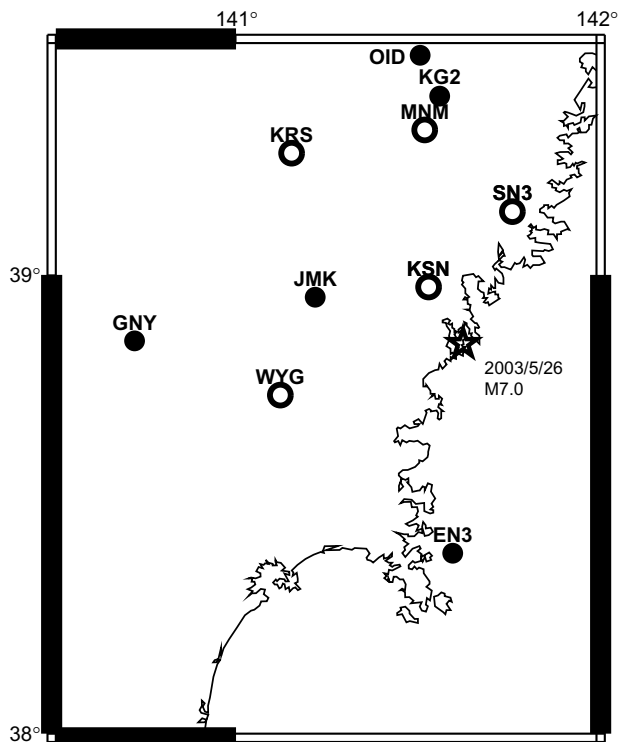 141°
142°
OID
KG2
MNM
KRS
SN3
39°
KSN
JMK
GNY
2003/5/26
M7.0
WYG
EN3
38°